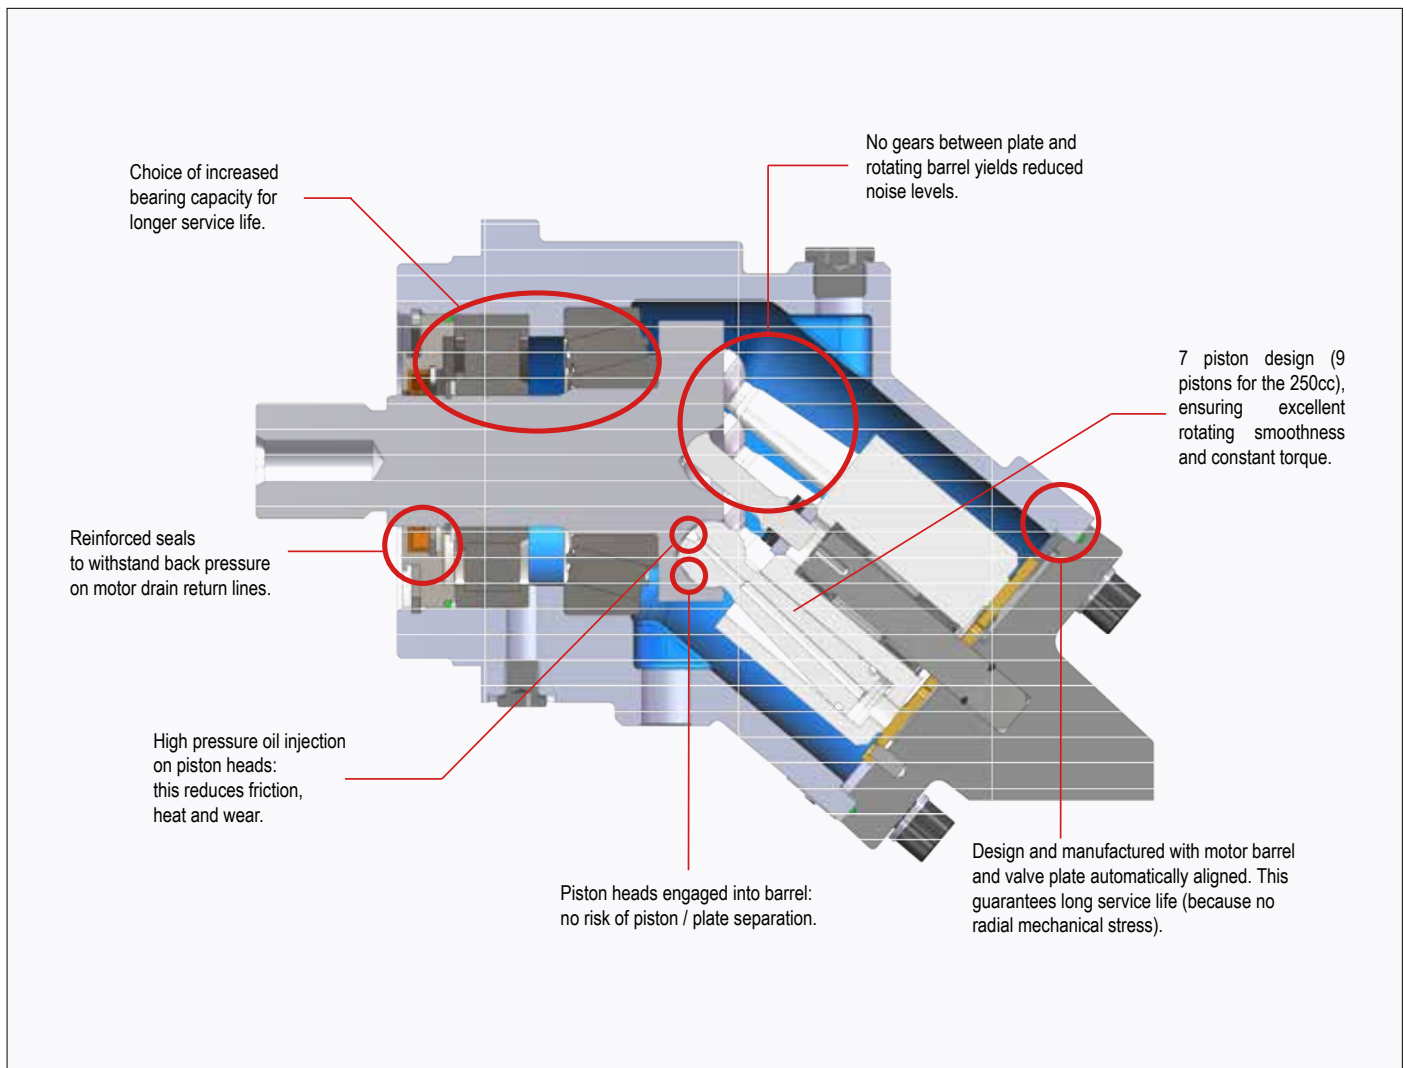 No gears between plate and
rotating barrel yields reduced
noise levels.
Choice of increased
bearing capacity for
longer service life.
7 piston design (9
pistons for the 250cc),
ensuring excellent
rotating smoothness
and constant torque.
Reinforced seals
to withstand back pressure
on motor drain return lines.
High pressure oil injection
on piston heads:
this reduces friction,
heat and wear.
Piston heads engaged into barrel:
no risk of piston / plate separation.
Design and manufactured with motor barrel
and valve plate automatically aligned. This
guarantees long service life (because no
radial mechanical stress).